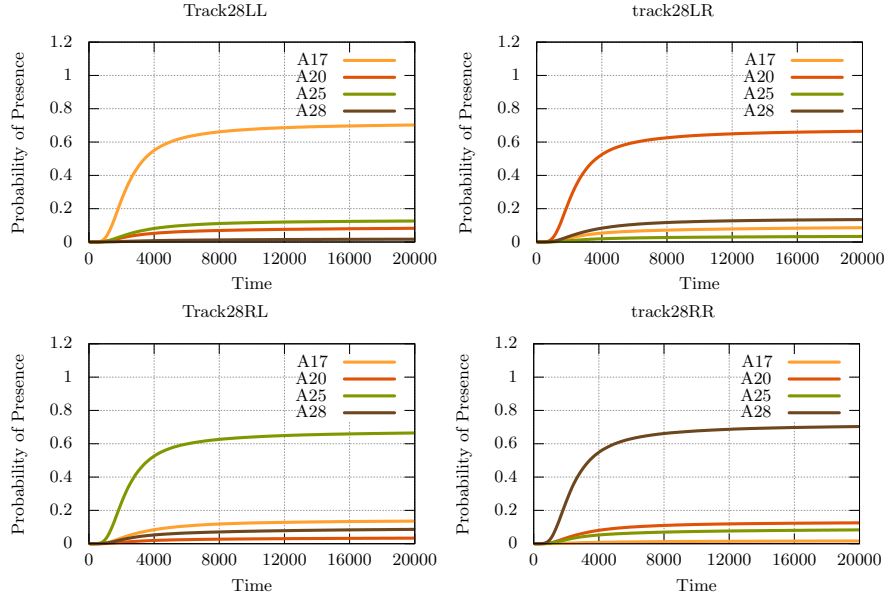 Track28LL
1.2
1
0.8
0.6
0.4
0.2
0
Probability of Presence
A17
A20
A25
A28
0 4000 8000 12000 16000 20000
Time
track28LR
1.2
1
0.8
0.6
0.4
0.2
0
Probability of Presence
A17
A20
A25
A28
0 4000 8000 12000 16000 20000
Time
Track28RL
1.2
1
0.8
0.6
0.4
0.2
0
Probability of Presence
A17
A20
A25
A28
0 4000 8000 12000 16000 20000
Time
track28RR
1.2
1
0.8
0.6
0.4
0.2
0
Probability of Presence
A17
A20
A25
A28
0 4000 8000 12000 16000 20000
Time